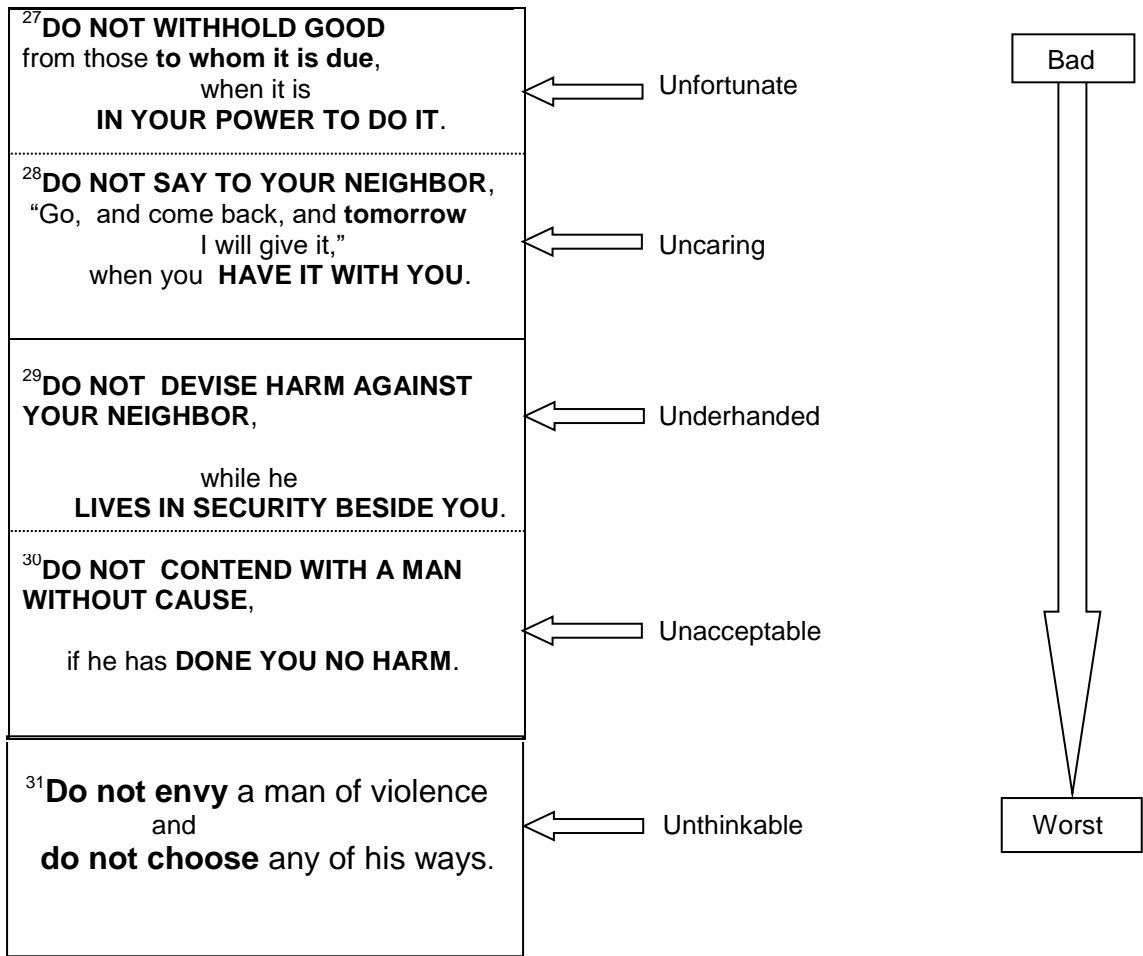 27DO NOT WITHHOLD GOOD
from those to whom it is due,
when it is
IN YOUR POWER TO DO IT.
Unfortunate
Bad
28DO NOT SAY TO YOUR NEIGHBOR,
“Go, and come back, and tomorrow
I will give it,”
when you HAVE IT WITH YOU.
Uncaring
29DO NOT DEVISE HARM AGAINST
YOUR NEIGHBOR,
while he
LIVES IN SECURITY BESIDE YOU.
Underhanded
30DO NOT CONTEND WITH A MAN
WITHOUT CAUSE,
if he has DONE YOU NO HARM.
Unacceptable
31Do not envy a man of violence
and
do not choose any of his ways.
Unthinkable
Worst